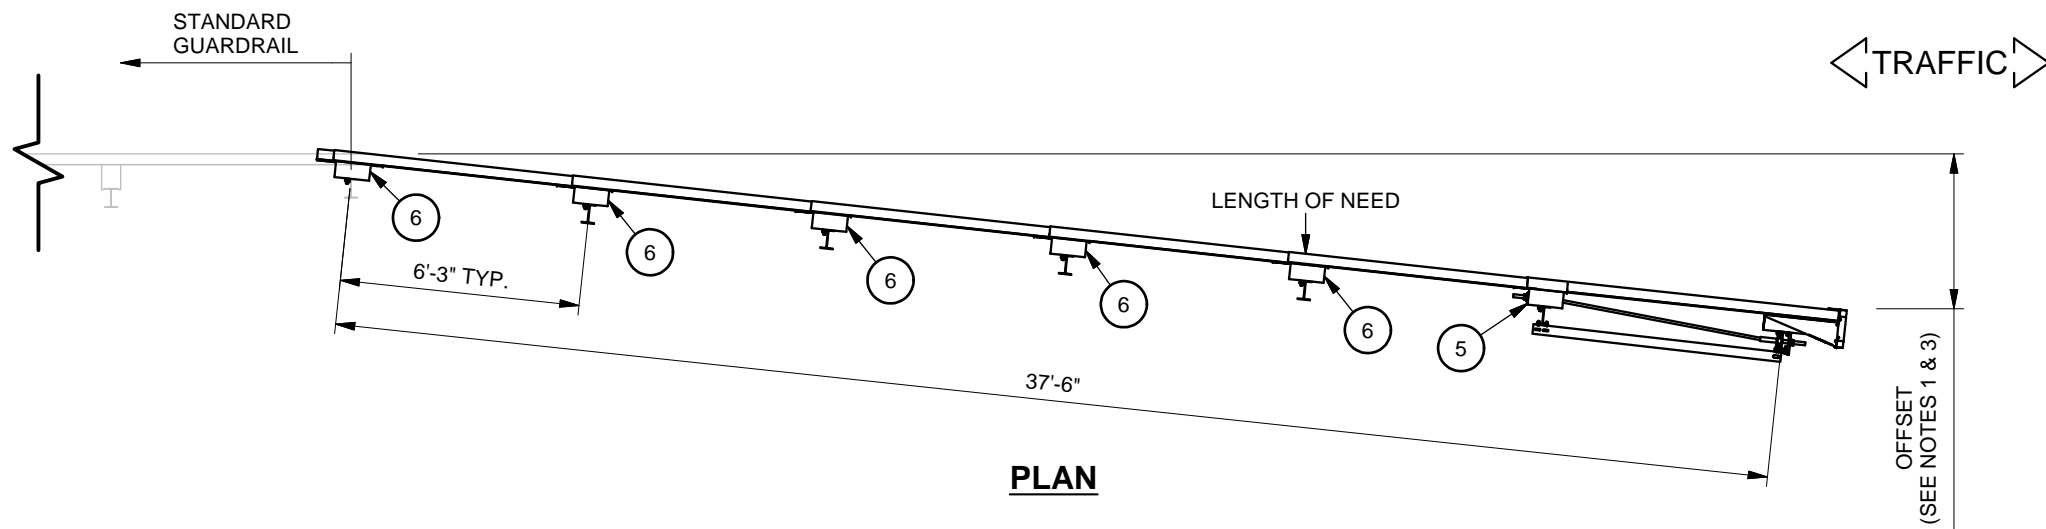 STANDARD
GUARDRAIL
TRAFFIC
LENGTH OF NEED
6
6
6
6
6
5
6'-3" TYP.
37'-6"
OFFSET
(SEE NOTES 1 & 3)
PLAN